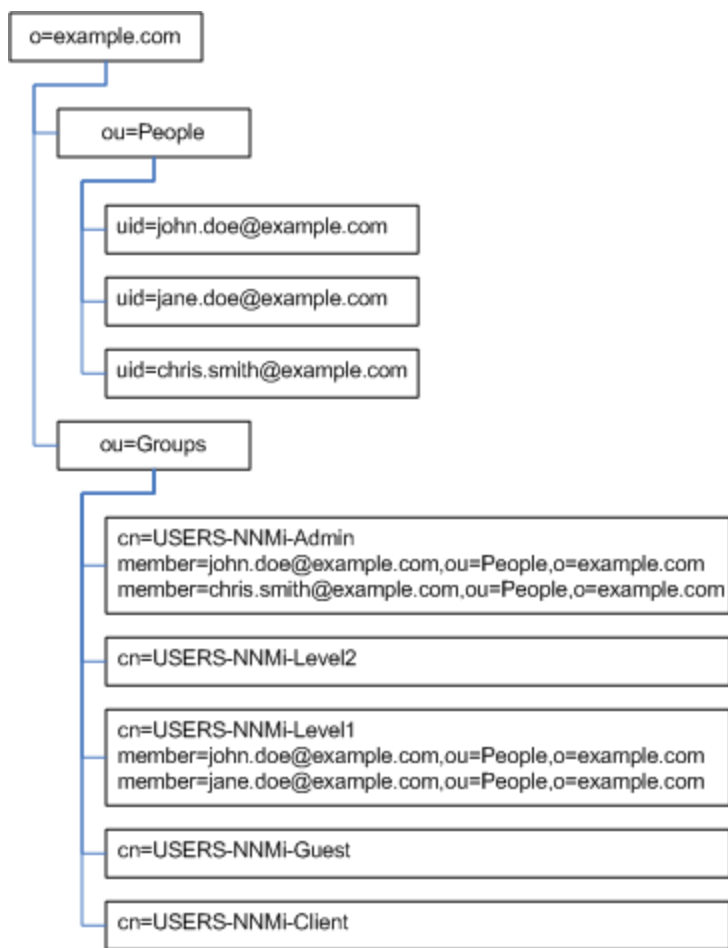 o=example.com
ou=People
uid=john.doe@example.com
uid=jane.doe@example.com
uid=chris.smith@example.com
ou=Groups
cn=USERS-NNMi-Admin
member=john.doe@example.com,ou=People,o=example.com
member=chris.smith@example.com,ou=People,o=example.com
cn=USERS-NNMi-Level2
cn=USERS-NNMi-Level1
member=john.doe@example.com,ou=People,o=example.com
member=jane.doe@example.com,ou=People,o=example.com
cn=USERS-NNMi-Guest
cn=USERS-NNMi-Client